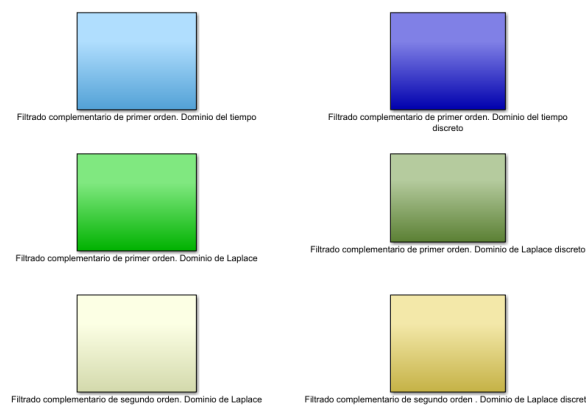 Filtrado complementario de primer orden. Dominio del tiempo
Filtrado complementario de primer orden. Dominio del tiempo
discreto
Filtrado complementario de primer orden. Dominio de Laplace
Filtrado complementario de primer orden. Dominio de Laplace discreto
Filtrado complementario de segundo orden. Dominio de Laplace
Filtrado complementario de segundo orden . Dominio de Laplace discret